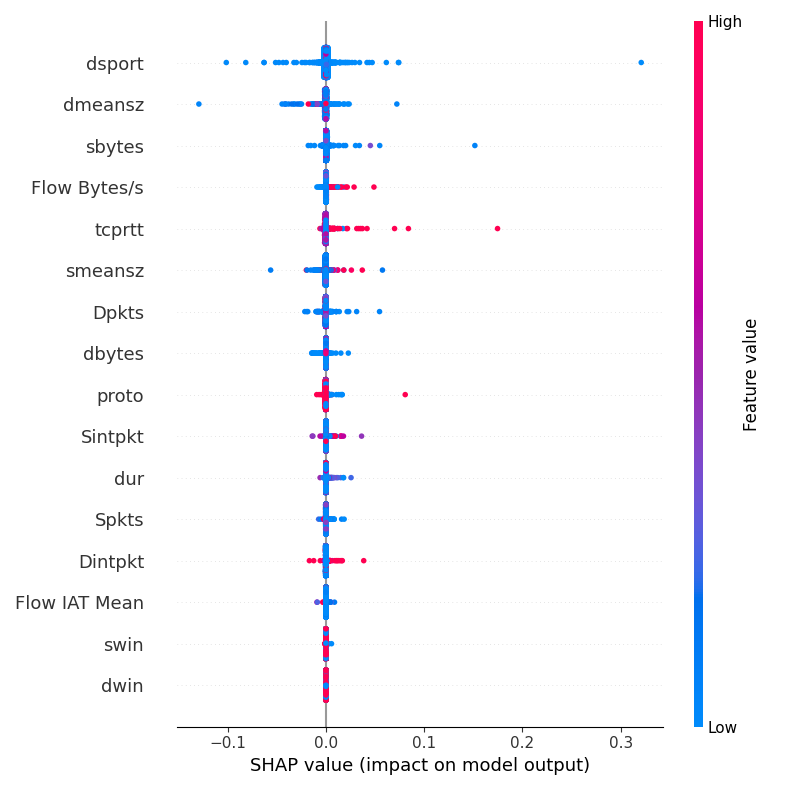 High
dsport
dmeansz
sbytes
Flow Bytes/s
tcprtt
smeansz
Dpkts
dbytes
proto
Sintpkt
dur
Spkts
Dintpkt
Flow IAT Mean
swin
dwin
Feature value
Low
−0.1 0.0 0.1 0.2 0.3
SHAP value (impact on model output)